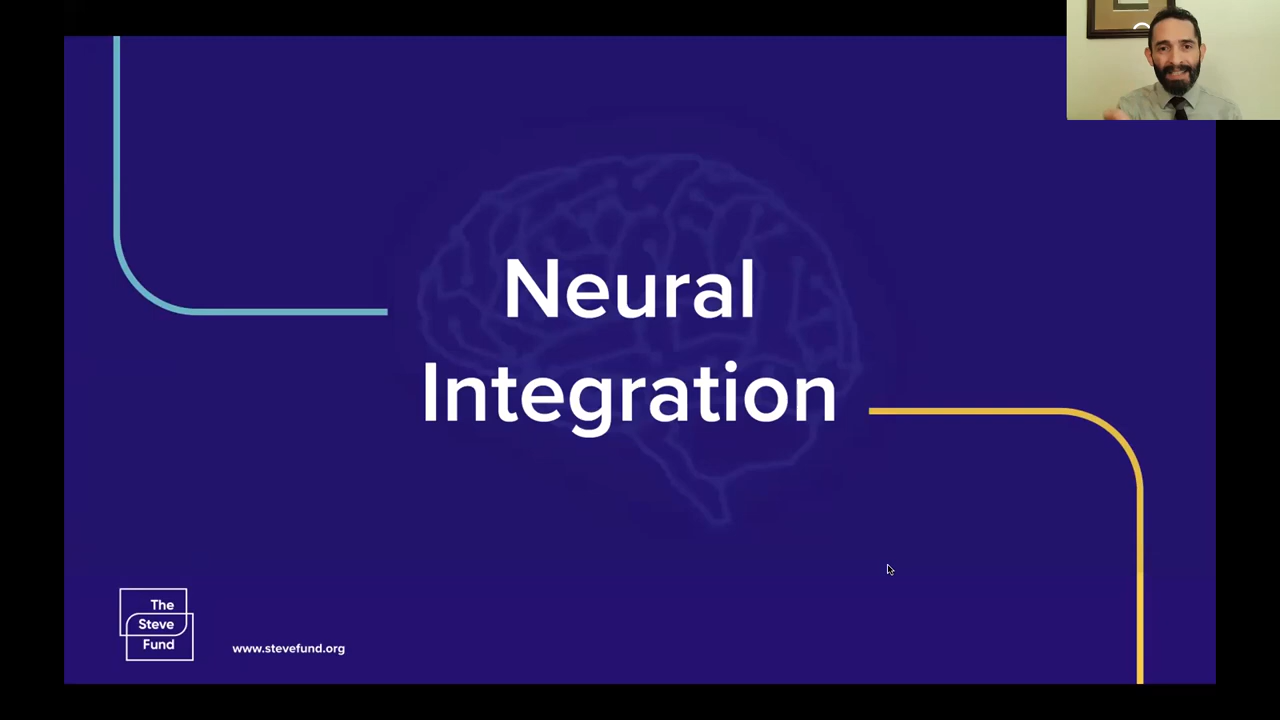 Neural
Integration
The
Steve
Fund
www.stevefund.org